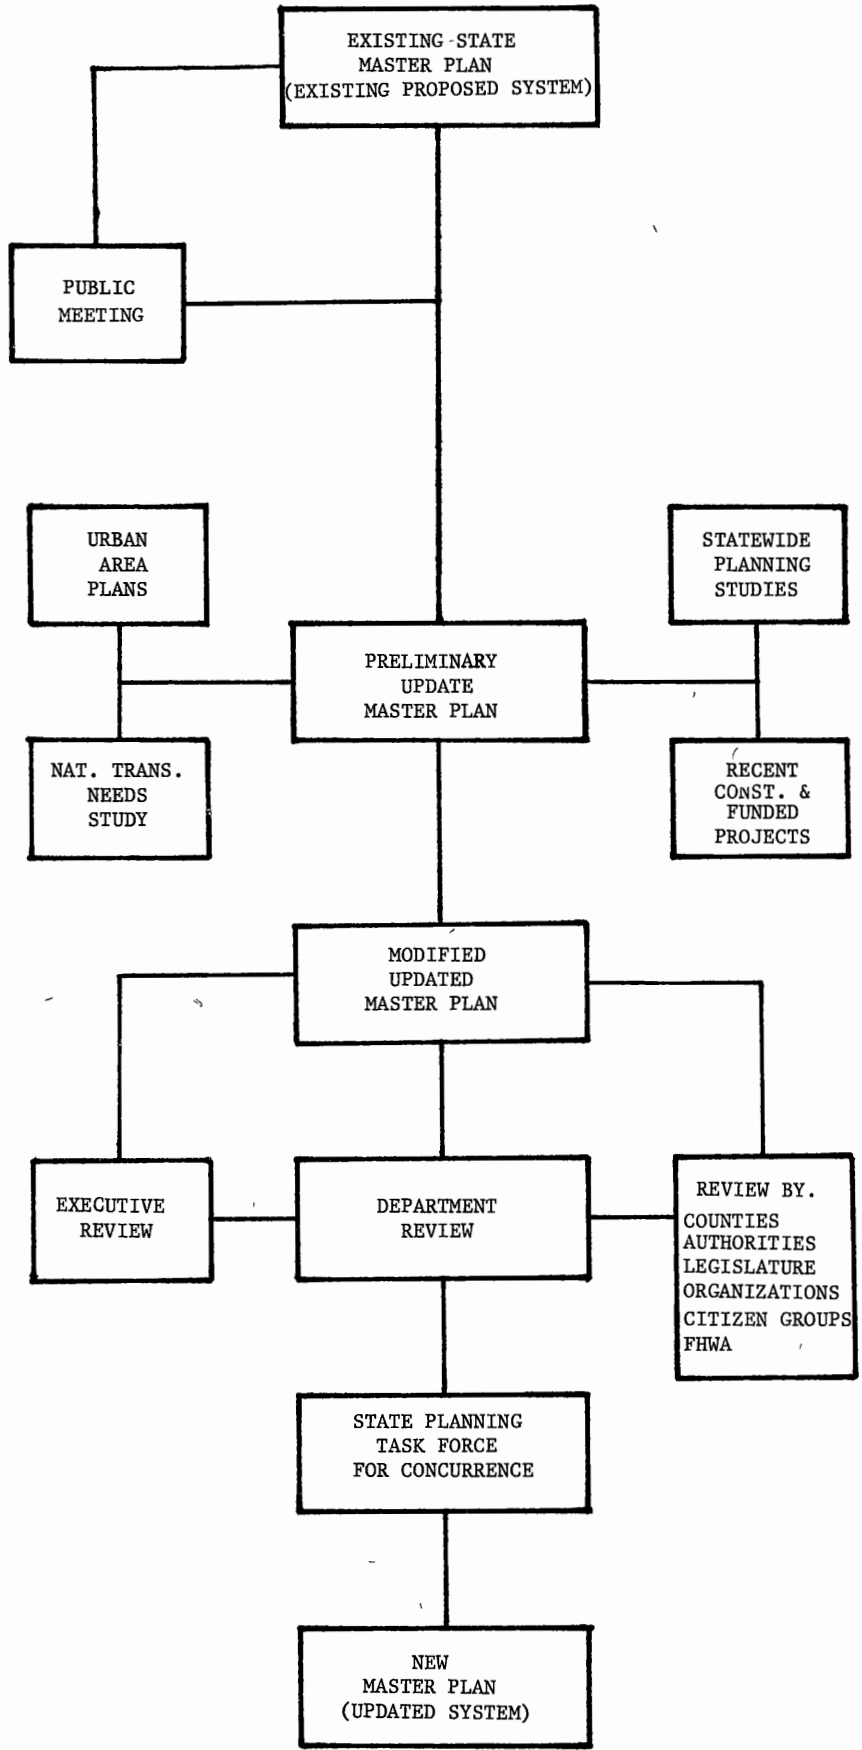 EXISTING STATE
MASTER PLAN
(EXISTING PROPOSED SYSTEM)
PUBLIC
MEETING
URBAN
AREA
PLANS
STATEWIDE
PLANNING
STUDIES
PRELIMINARY
UPDATE
MASTER PLAN
NAT. TRANS.
NEEDS
STUDY
RECENT
CONST. &
FUNDED
PROJECTS
MODIFIED
UPDATED
MASTER PLAN
EXECUTIVE
REVIEW
DEPARTMENT
REVIEW
REVIEW BY.
COUNTIES
AUTHORITIES
LEGISLATURE
ORGANIZATIONS
CITIZEN GROUPS
FHWA
STATE PLANNING
TASK FORCE
FOR CONCURRENCE
NEW
MASTER PLAN
(UPDATED SYSTEM)